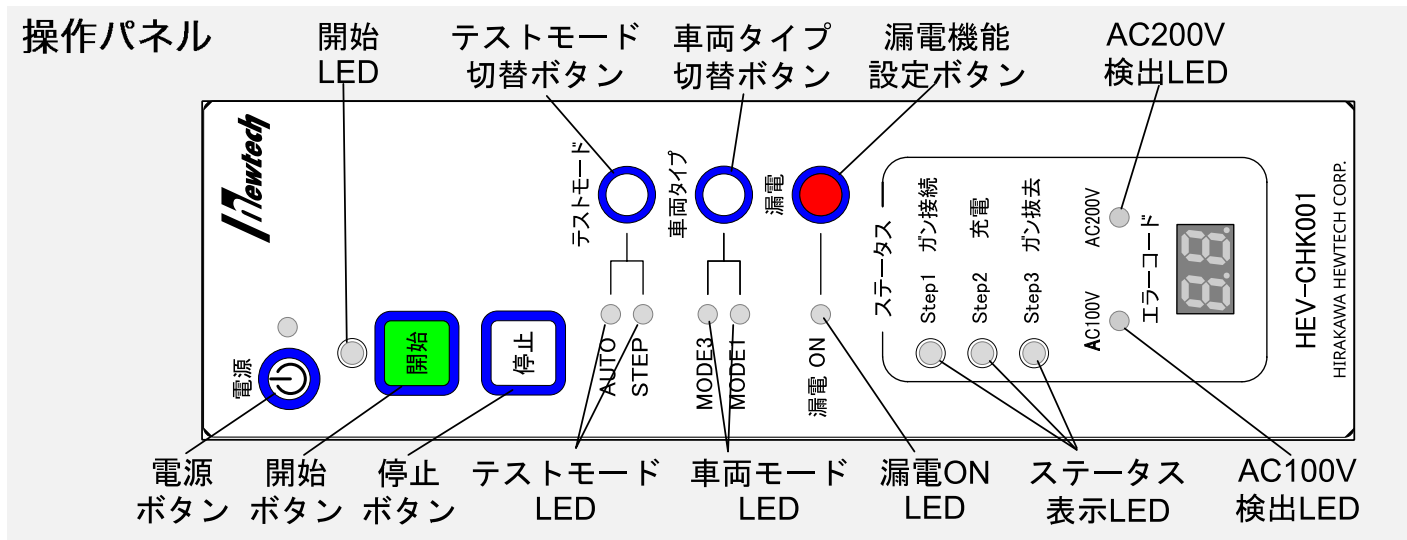 操作パネル
開始
LED
テストモード
切替ボタン
車両タイプ
切替ボタン
漏電機能
設定ボタン
AC200V
検出LED
Hewtech
電源
開始
停止
テストモード
AUTO
STEP
車両タイプ
MODE3
MODE1
漏電
漏電 ON
ステータス
Step1 ガン接続
Step2 充電
Step3 ガン抜去
AC100V
AC200V
エラーコード
88
HEV-CHK001
HIRAKAWA HEWTECH CORP.
電源
ボタン
開始
ボタン
停止
ボタン
テストモード
LED
車両モード
LED
漏電ON
LED
ステータス
表示LED
AC100V
検出LED